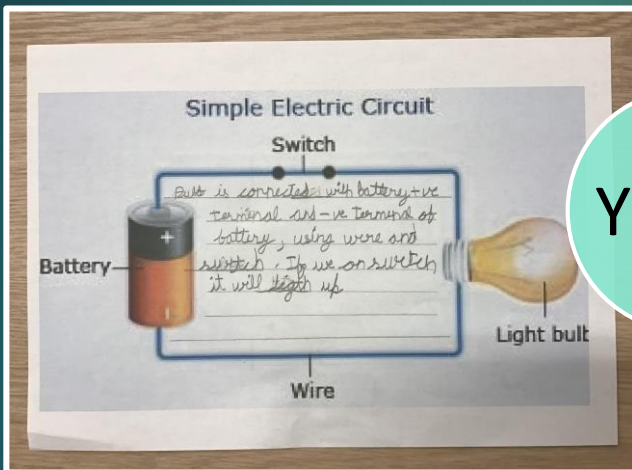 Simple Electric Circuit
Switch
Bulb is connected with battery +ve
terminal and -ve terminal of
battery, using wire and
Battery
switch. If we on switch
it will ligth up
Light bulb
Wire
Y